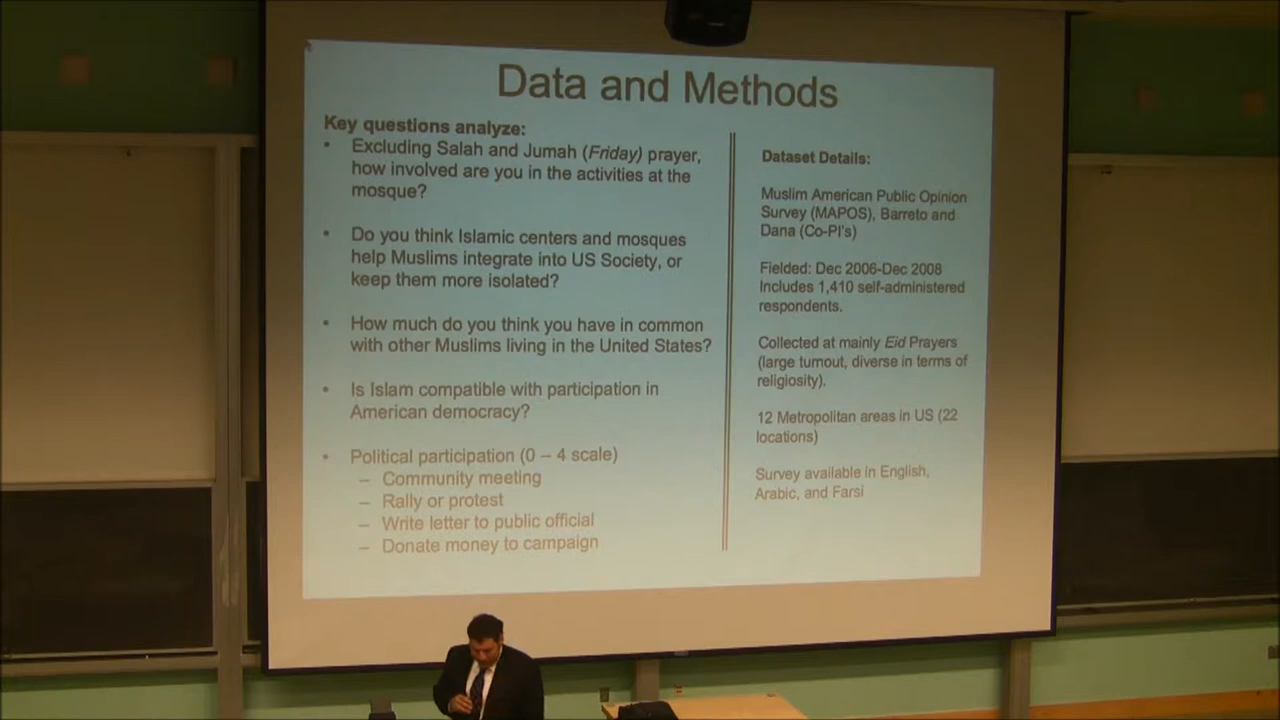 Data and Methods
Key questions analyze:
• Excluding Salah and Jumah (Friday) prayer,
how involved are you in the activities at the
mosque?
• Do you think Islamic centers and mosques
help Muslims integrate into US Society, or
keep them more isolated?
• How much do you think you have in common
with other Muslims living in the United States?
• Is Islam compatible with participation in
American democracy?
• Political participation (0 – 4 scale)
– Community meeting
– Rally or protest
– Write letter to public official
– Donate money to campaign
Dataset Details:
Muslim American Public Opinion
Survey (MAPOS), Barreto and
Dana (Co-PI's)
Fielded: Dec 2006-Dec 2008
Includes 1,410 self-administered
respondents.
Collected at mainly Eid Prayers
(large turnout, diverse in terms of
religiosity).
12 Metropolitan areas in US (22
locations)
Survey available in English,
Arabic, and Farsi